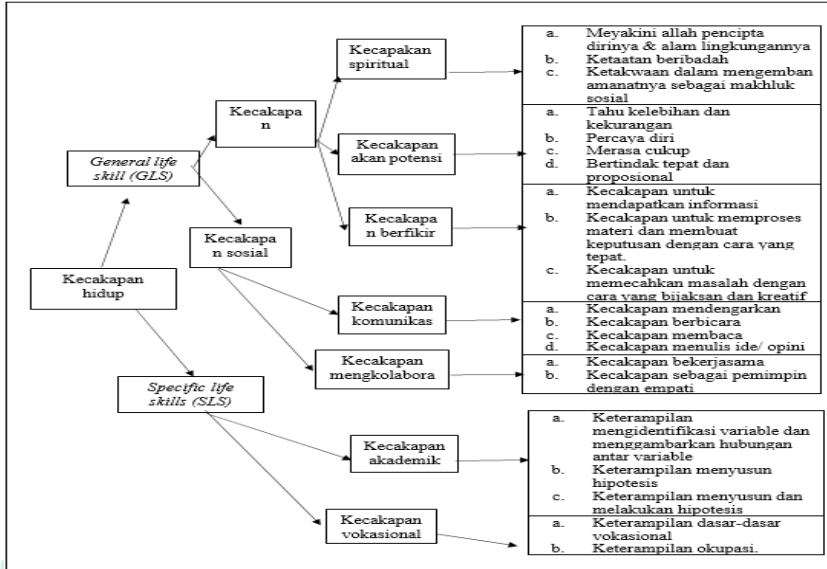 Kecakapan
hidup
General life
skill (GLS)
Specific life
skills (SLS)
Kecakapa
n
Kecakapa
n sosial
Kecapakan
spiritual
Kecakapan
akan potensi
Kecakapa
n berfikir
Kecakapan
komunikas
Kecakapan
mengkolabora
Kecakapan
akademik
Kecakapan
vokasional
a. Meyakini allah pencipta
dirinya & alam lingkungannya
b. Ketaatan beribadah
c. Ketakwaan dalam mengemban
amanatnya sebagai makhluk
sosial
a. Tahu kelebihan dan
kekurangan
b. Percaya diri
c. Merasa cukup
d. Bertindak tepat dan
proposional
a. Kecakapan untuk
mendapatkan informasi
b. Kecakapan untuk memproses
materi dan membuat
keputusan dengan cara yang
tepat.
c. Kecakapan untuk
memecahkan masalah dengan
cara yang bijaksan dan kreatif
a. Kecakapan mendengarkan
b. Kecakapan berbicara
c. Kecakapan membaca
d. Kecakapan menulis ide/ opini
a. Kecakapan bekerjasama
b. Kecakapan sebagai pemimpin
dengan empati
a. Keterampilan
mengidentifikasi variable dan
menggambarkan hubungan
antar variable
b. Keterampilan menyusun
hipotesis
c. Keterampilan menyusun dan
melakukan hipotesis
a. Keterampilan dasar-dasar
vokasional
b. Keterampilan okupasi.